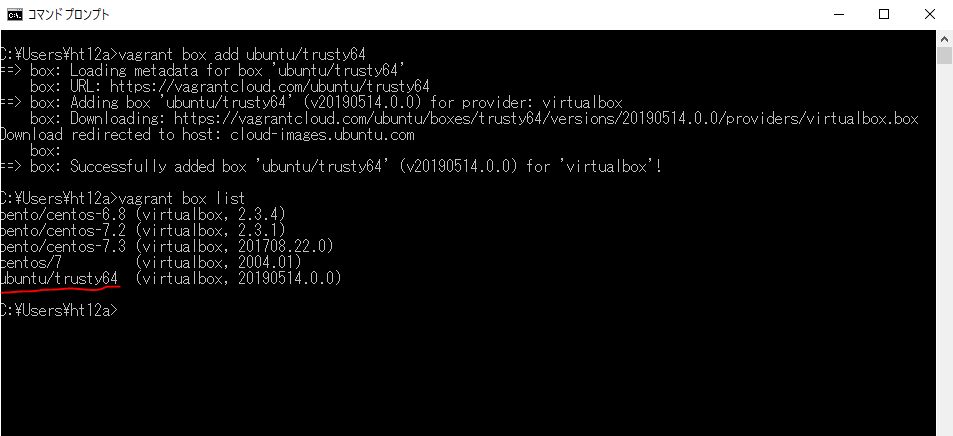 コマンドプロンプト
C:¥Users¥ht12a>vagrant box add ubuntu/trusty64
==> box: Loading metadata for box 'ubuntu/trusty64'
    box: URL: https://vagrantcloud.com/ubuntu/trusty64
==> box: Adding box 'ubuntu/trusty64' (v20190514.0.0) for provider: virtualbox
    box: Downloading: https://vagrantcloud.com/ubuntu/boxes/trusty64/versions/20190514.0.0/providers/virtualbox.box
Download redirected to host: cloud-images.ubuntu.com
    box:
==> box: Successfully added box 'ubuntu/trusty64' (v20190514.0.0) for 'virtualbox'!
C:¥Users¥ht12a>vagrant box list
bento/centos-6.8 (virtualbox, 2.3.4)
bento/centos-7.2 (virtualbox, 2.3.1)
bento/centos-7.3 (virtualbox, 201708.22.0)
centos/7         (virtualbox, 2004.01)
ubuntu/trusty64  (virtualbox, 20190514.0.0)
C:¥Users¥ht12a>